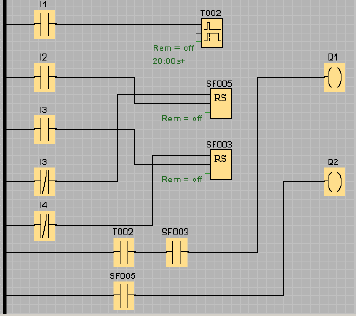 I1
T002
Rem = off
20:00s+
I2
Q1
SF005
RS
Rem = off
I3
SF003
RS
Rem = off
I3
Q2
I4
T002
SF003
SF005